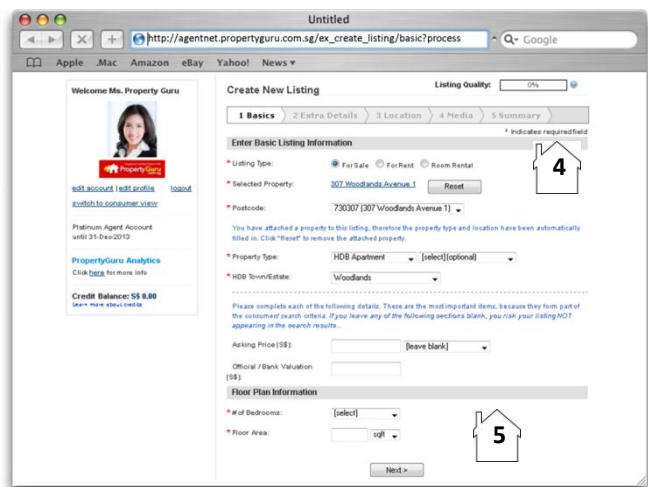 Untitled
http://agentnet.propertyguru.com.sg/ex_create_listing/basic?process
Google
Apple .Mac Amazon eBay Yahoo! News ▾
Welcome Ms. Property Guru
PropertyGuru
edit account | edit profile logout
switch to consumer view
Platinum Agent Account
until 31-Dec-2013
PropertyGuru Analytics
Click here for more info
Credit Balance: S$ 0.00
Learn more about credits
Create New Listing
Listing Quality: 0%
1 Basics 2 Extra Details 3 Location 4 Media 5 Summary
* Indicates required field
4
Enter Basic Listing Information
* Listing Type: For Sale For Rent Room Rental
* Selected Property: 307 Woodlands Avenue 1 Reset
* Postcode: 730307 (307 Woodlands Avenue 1)
You have attached a property to this listing, therefore the property type and location have been automatically
filled in. Click "Reset" to remove the attached property.
* Property Type: HDB Apartment [select](optional)
* HDB Town/Estate: Woodlands
Please complete each of the following details. These are the most important items, because they form part of
the consumers' search criteria. If you leave any of the following sections blank, you risk your listing NOT
appearing in the search results..
Asking Price (S$): [leave blank]
Official / Bank Valuation
(S$):
Floor Plan Information
* # of Bedrooms: [select]
* Floor Area: sqft
5
Next >